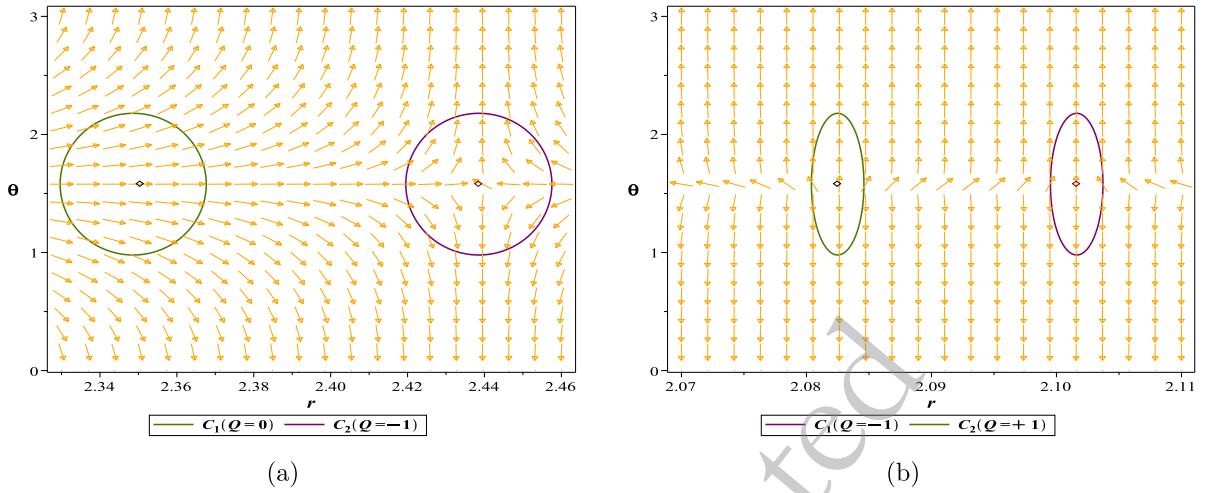 3
2
θ
1
0
2.34 2.36 2.38 2.40 2.42 2.44 2.46
r
C₁(Q=0) C₂(Q=−1)
(a)
3
2
θ
1
0
2.07 2.08 2.09 2.10 2.11
r
C₁(Q=−1) C₂(Q=+1)
(b)
ted